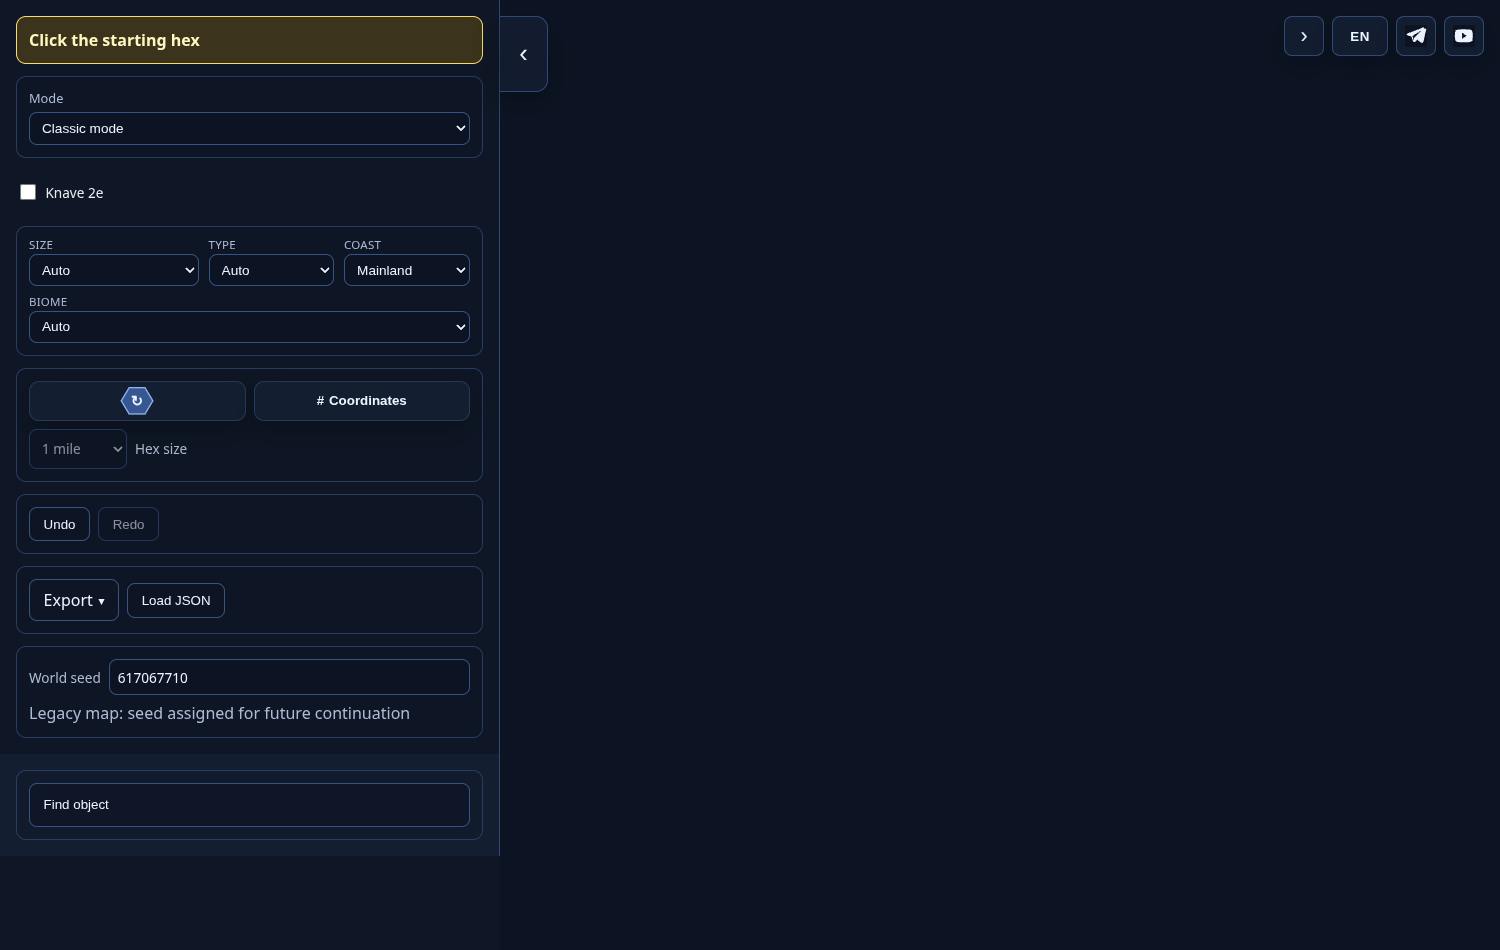 Click the starting hex
Mode
Classic mode
Knave 2e
SIZE TYPE COAST
Auto Auto Mainland
BIOME
Auto
# Coordinates
1 mile Hex size
Undo Redo
Export Load JSON
World seed 617067710
Legacy map: seed assigned for future continuation
Find object
EN